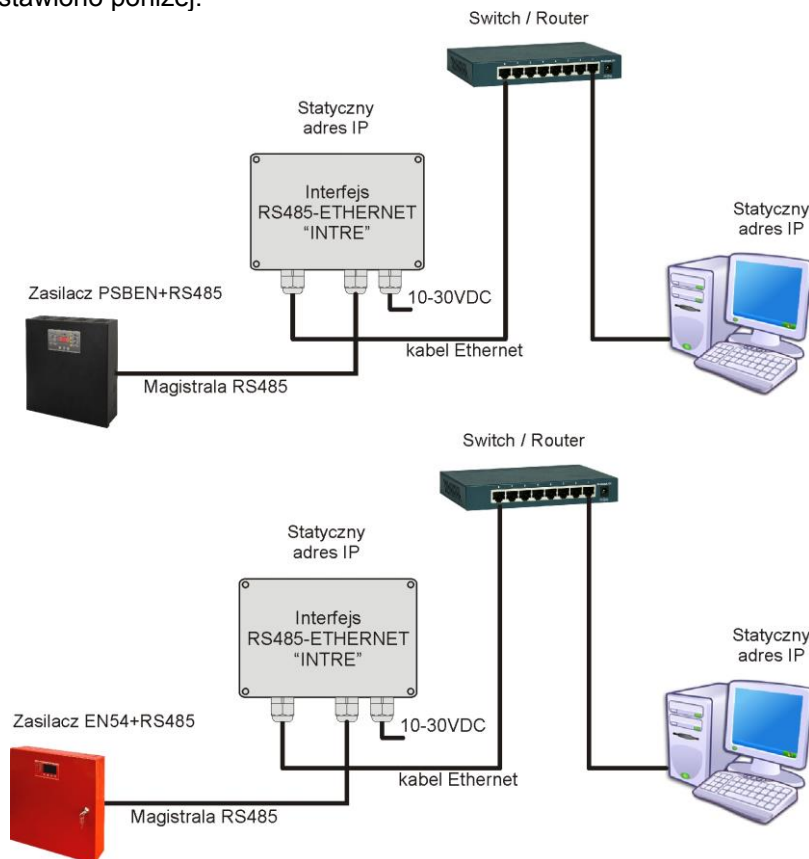 stawiono poniżej.
Switch / Router
Statyczny
adres IP
Interfejs
RS485-ETHERNET
“INTRE”
Statyczny
adres IP
Zasilacz PSBEN+RS485
10-30VDC
kabel Ethernet
Magistrala RS485
Switch / Router
Statyczny
adres IP
Interfejs
RS485-ETHERNET
“INTRE”
Statyczny
adres IP
Zasilacz EN54+RS485
10-30VDC
kabel Ethernet
Magistrala RS485